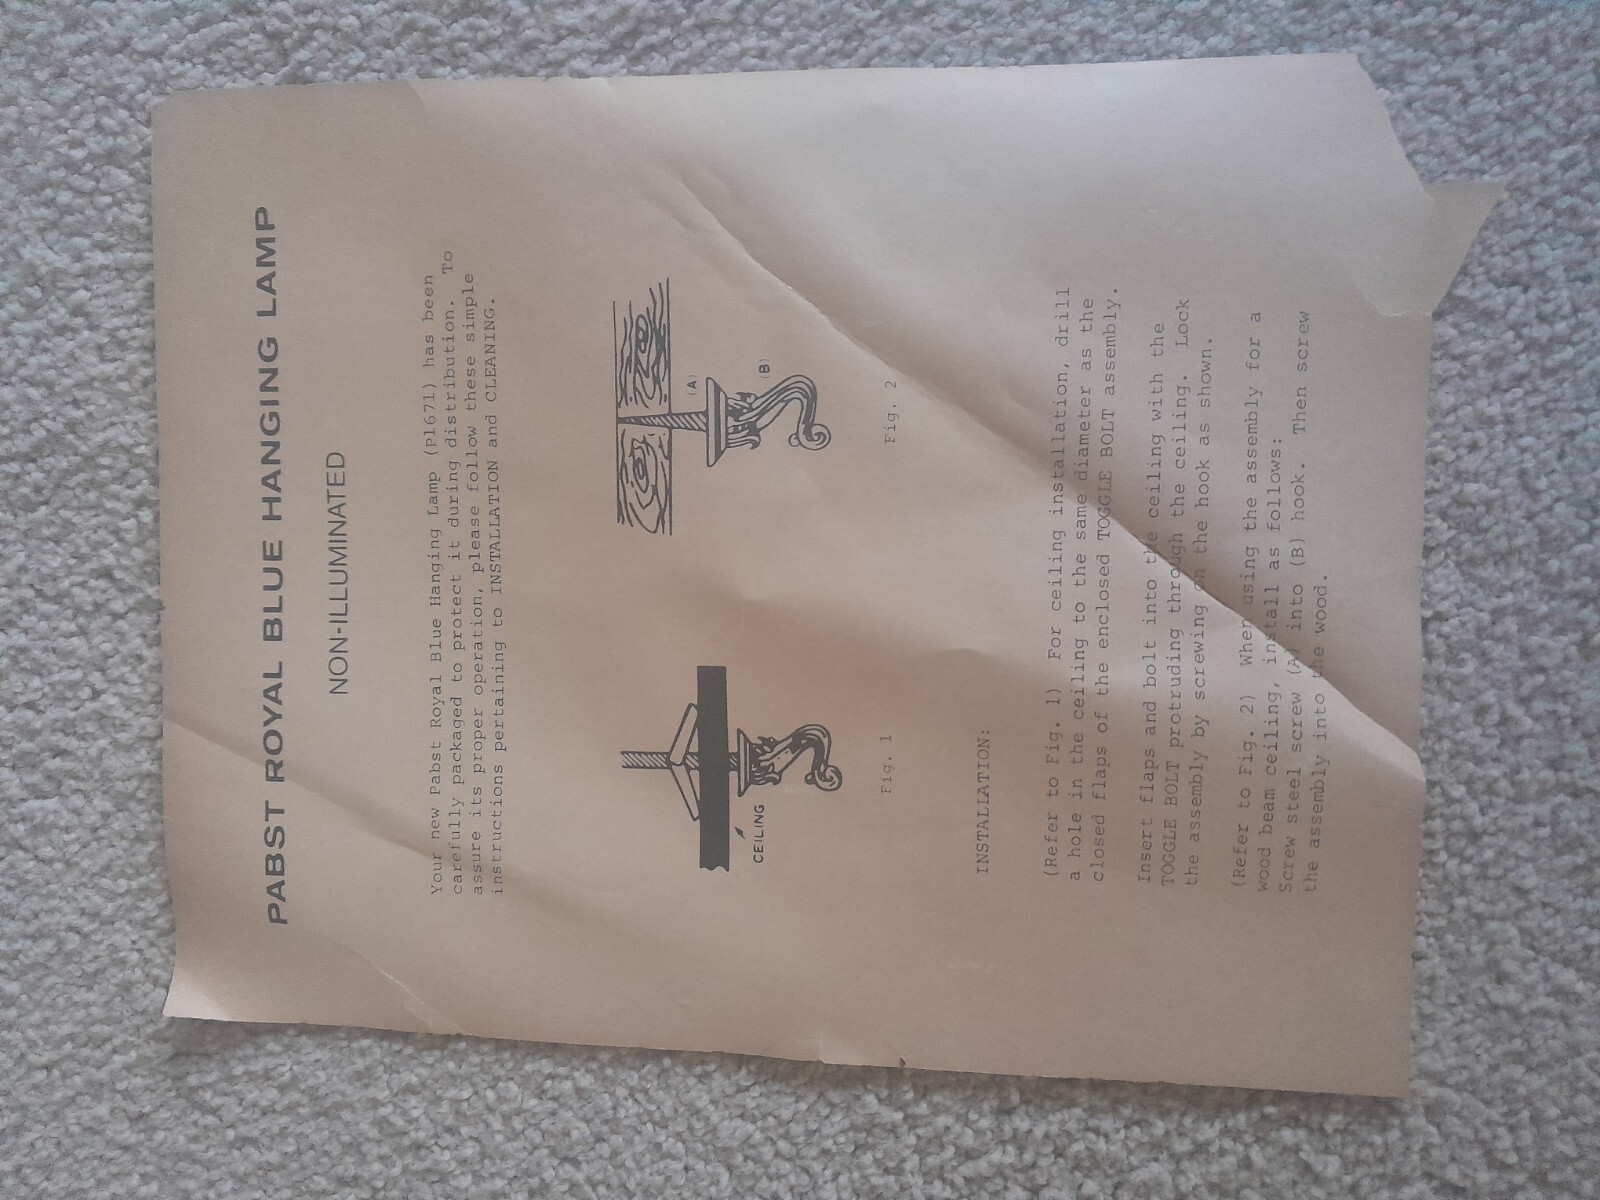 PABST ROYAL BLUE HANGING LAMP
NON-ILLUMINATED
Your new Pabst Royal Blue Hanging Lamp (P1671) has been
carefully packaged to protect it during distribution. To
assure its proper operation, please follow these simple
instructions pertaining to INSTALLATION and CLEANING.
CEILING
Fig. 1
(A)
(B)
Fig. 2
INSTALLATION:
(Refer to Fig. 1) For ceiling installation, drill
a hole in the ceiling to the same diameter as the
closed flaps of the enclosed TOGGLE BOLT assembly.
Insert flaps and bolt into the ceiling with the
TOGGLE BOLT protruding through the ceiling. Lock
the assembly by screwing on the hook as shown.
(Refer to Fig. 2) When using the assembly for a
wood beam ceiling, install as follows:
Screw steel screw (A) into (B) hook. Then screw
the assembly into the wood.